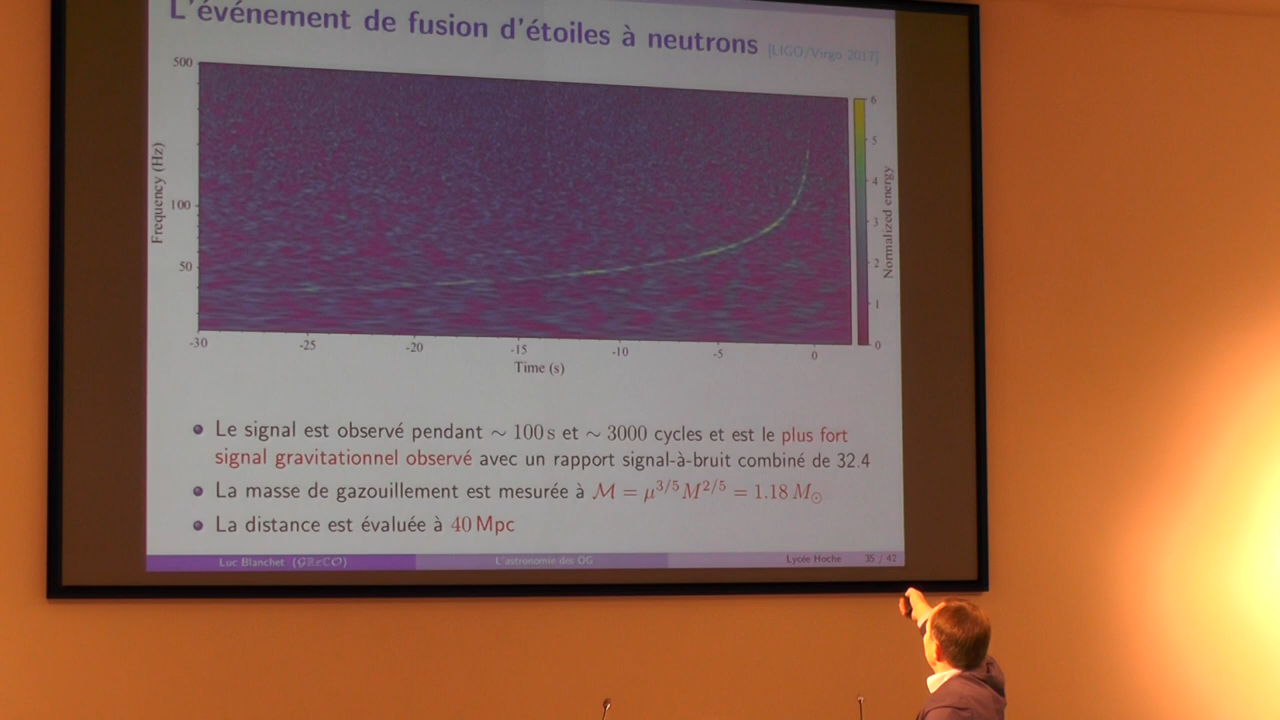 L'événement de fusion d'étoiles à neutrons [LIGO/Virgo 2017]
500
100
50
Frequency (Hz)
-30 -25 -20 -15 -10 -5 0
Time (s)
6
5
4
3
2
1
0
Normalized energy
• Le signal est observé pendant ∼ 100 s et ∼ 3000 cycles et est le plus fort
signal gravitationnel observé avec un rapport signal-à-bruit combiné de 32.4
• La masse de gazouillement est mesurée à ℳ = μ^{3/5} M^{2/5} = 1.18 M_⊙
• La distance est évaluée à 40 Mpc
Luc Blanchet (GReCO) L'astronomie des OG Lycée Hoche 35 / 42